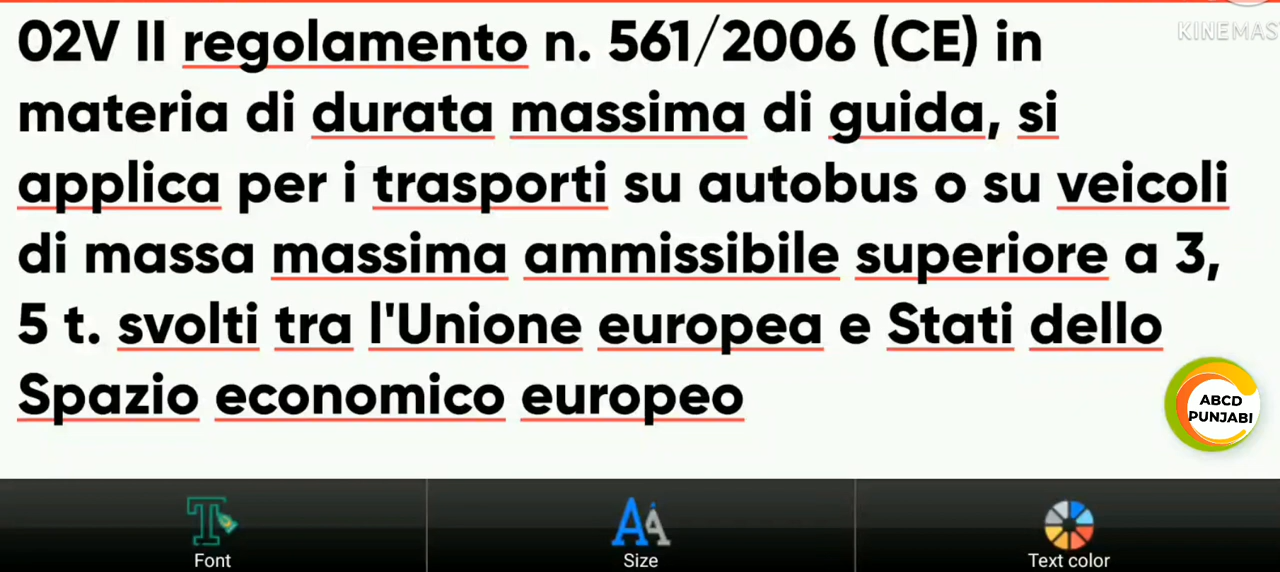 KINEMAS
02V Il regolamento n. 561/2006 (CE) in
materia di durata massima di guida, si
applica per i trasporti su autobus o su veicoli
di massa massima ammissibile superiore a 3,
5 t. svolti tra l'Unione europea e Stati dello
Spazio economico europeo
ABCD
PUNJABI
Font
Size
Text color